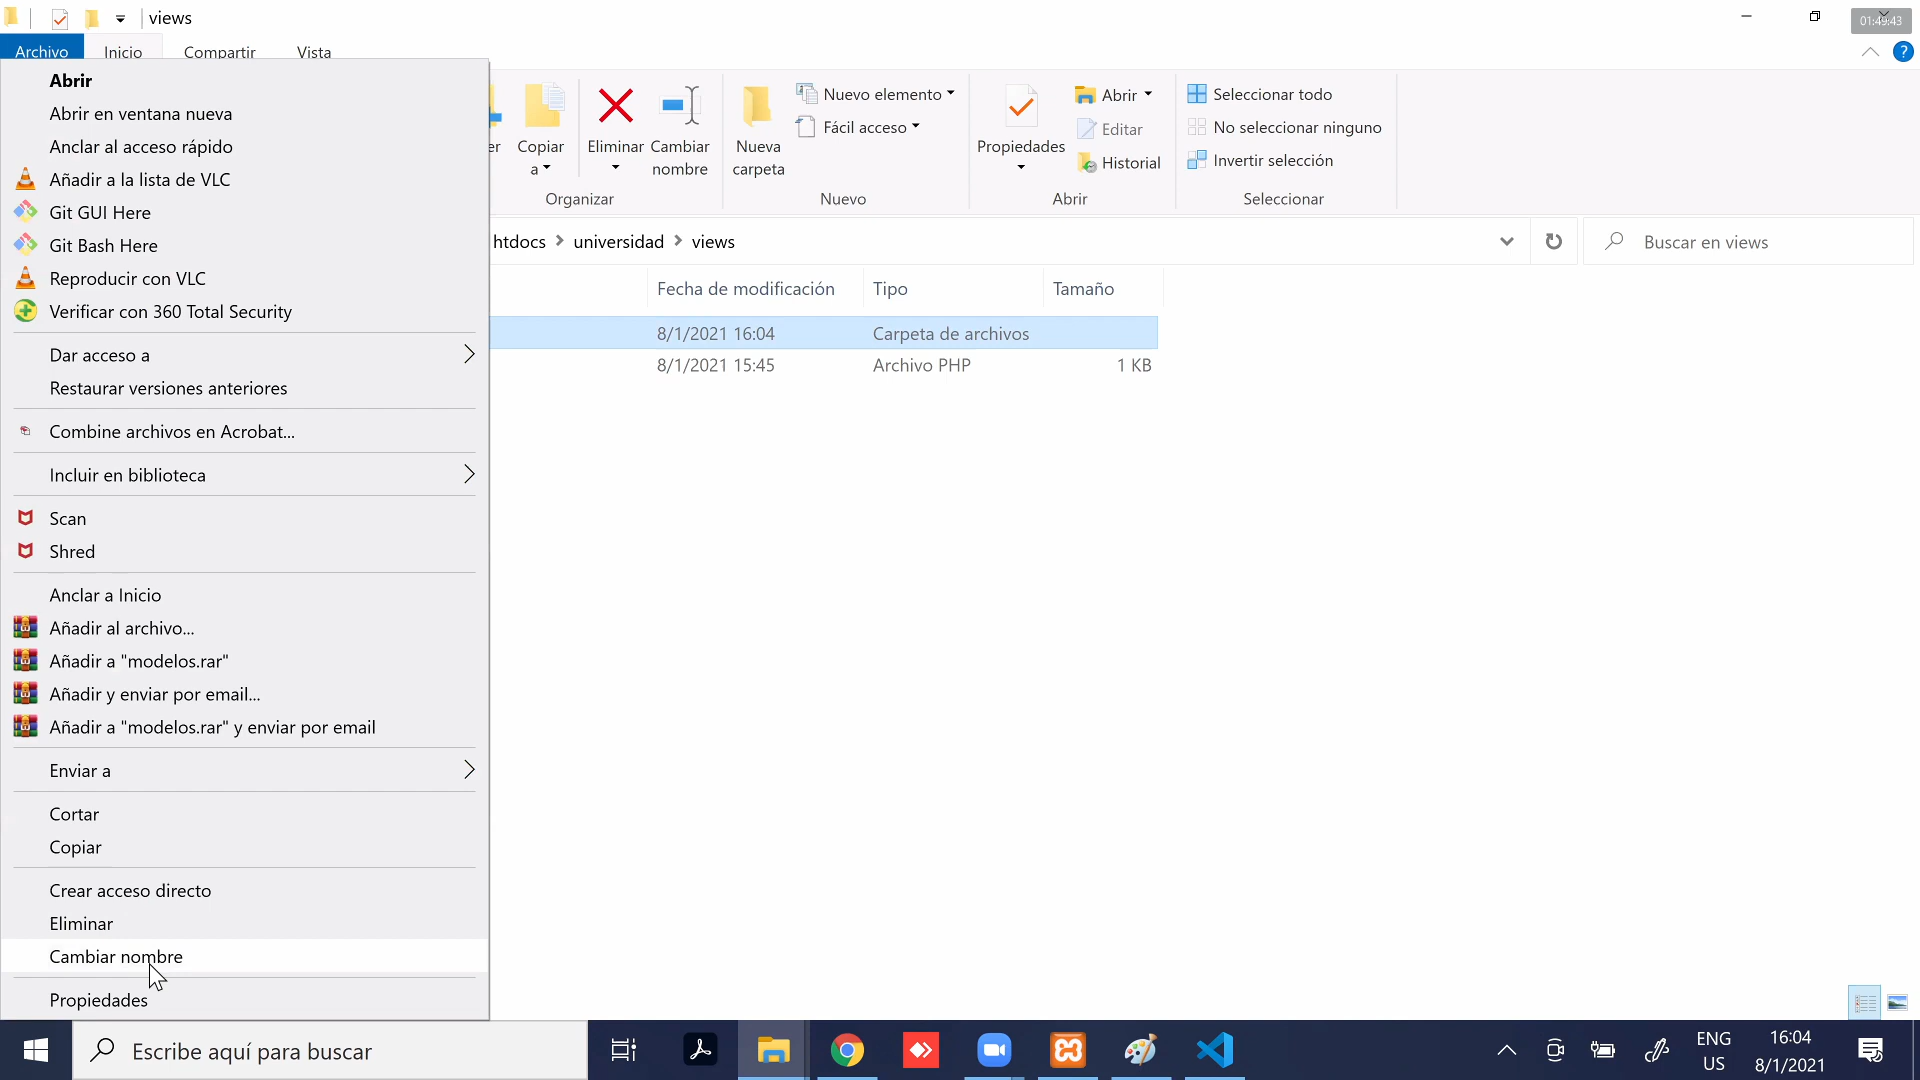 views
01:49:43
Archivo
Inicio
Compartir
Vista
Abrir
Abrir en ventana nueva
Anclar al acceso rápido
Añadir a la lista de VLC
Git GUI Here
Git Bash Here
Reproducir con VLC
Verificar con 360 Total Security
Dar acceso a
Restaurar versiones anteriores
Combine archivos en Acrobat...
Incluir en biblioteca
Scan
Shred
Anclar a Inicio
Añadir al archivo...
Añadir a "modelos.rar"
Añadir y enviar por email...
Añadir a "modelos.rar" y enviar por email
Enviar a
Cortar
Copiar
Crear acceso directo
Eliminar
Cambiar nombre
Propiedades
er
Copiar
a
Eliminar
Cambiar
nombre
Organizar
Nueva
carpeta
Nuevo elemento
Fácil acceso
Nuevo
Propiedades
Abrir
Editar
Historial
Abrir
Seleccionar todo
No seleccionar ninguno
Invertir selección
Seleccionar
htdocs > universidad > views
Buscar en views
Fecha de modificación
Tipo
Tamaño
8/1/2021 16:04
Carpeta de archivos
8/1/2021 15:45
Archivo PHP
1 KB
Escribe aquí para buscar
ENG
US
16:04
8/1/2021